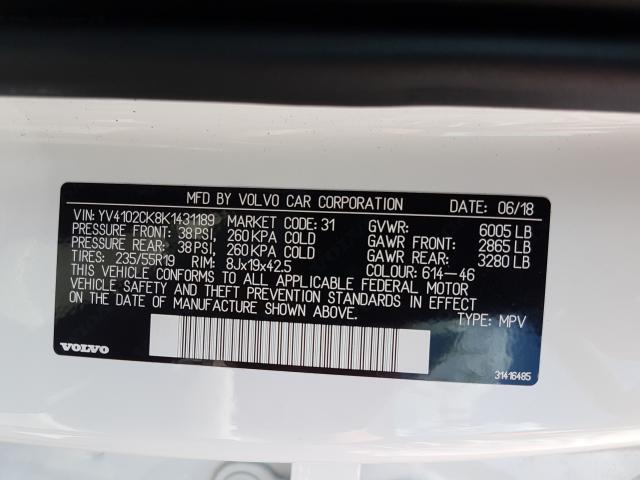 MFD BY VOLVO CAR CORPORATION DATE: 06/18
VIN: YV4102CK8K1431189 MARKET CODE: 31 GVWR: 6005 LB
PRESSURE FRONT: 38 PSI, 260 KPA COLD GAWR FRONT: 2865 LB
PRESSURE REAR: 38 PSI, 260 KPA COLD GAWR REAR: 3280 LB
TIRES: 235/55R19 RIM: 8Jx19x42.5 COLOUR: 614-46
THIS VEHICLE CONFORMS TO ALL APPLICABLE FEDERAL MOTOR
VEHICLE SAFETY AND THEFT PREVENTION STANDARDS IN EFFECT
ON THE DATE OF MANUFACTURE SHOWN ABOVE.
TYPE: MPV
VOLVO
31416485